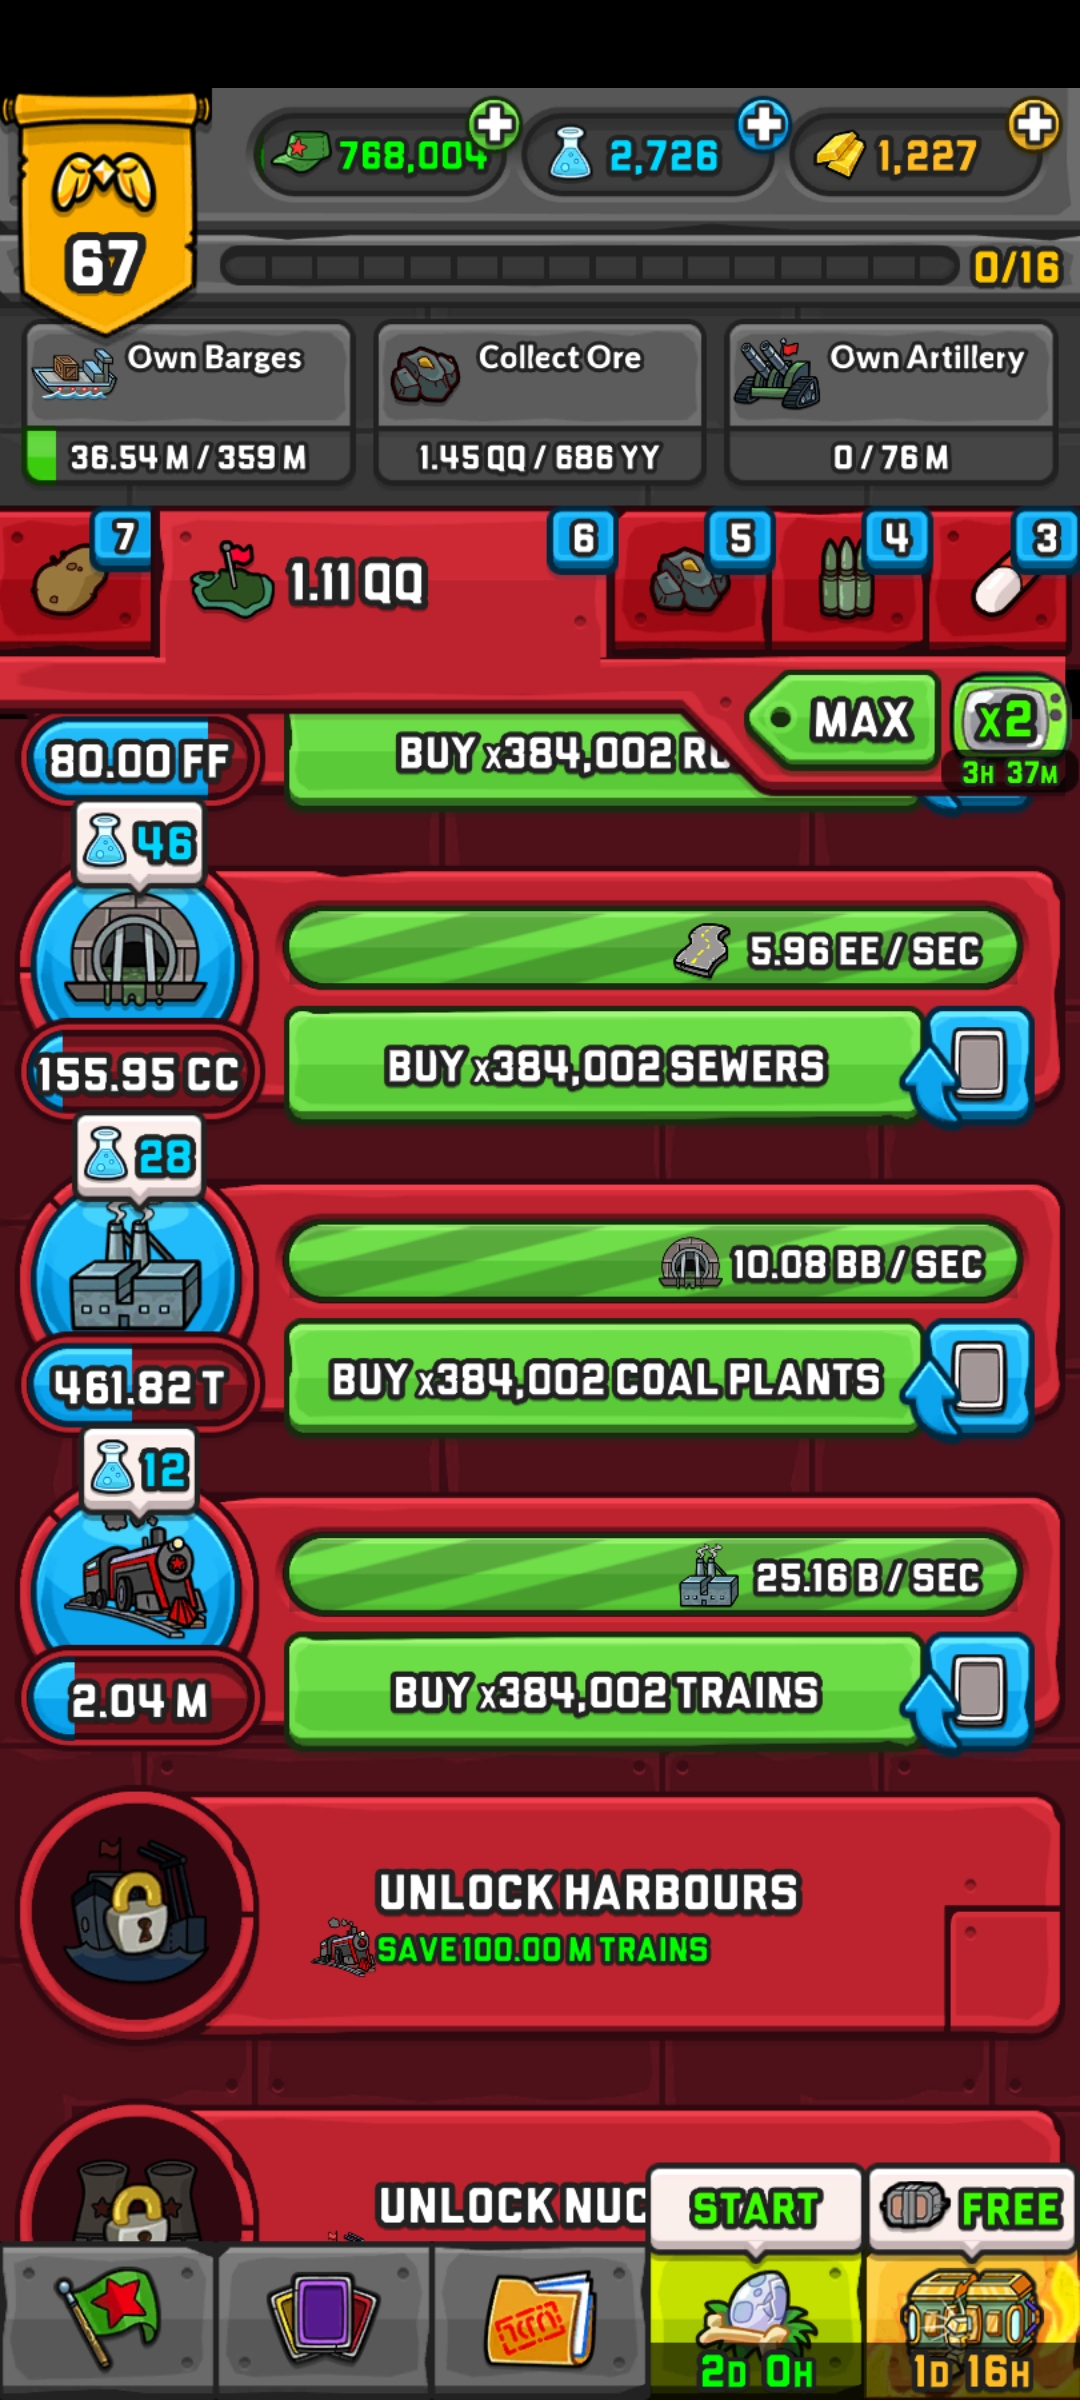 768,004
2,726
1,227
67
0/16
Own Barges
36.54 M / 359 M
Collect Ore
1.45 QQ / 686 YY
Own Artillery
0 / 76 M
7
1.11 QQ
6
5
4
3
MAX
x2
3H 37M
80.00 FF
BUY x384,002 RO
46
5.96 EE / SEC
BUY x384,002 SEWERS
155.95 CC
28
10.08 BB / SEC
BUY x384,002 COAL PLANTS
461.82 T
12
25.16 B / SEC
BUY x384,002 TRAINS
2.04 M
UNLOCK HARBOURS
SAVE 100.00 M TRAINS
UNLOCK NUC
START
FREE
2D 0H
1D 16H